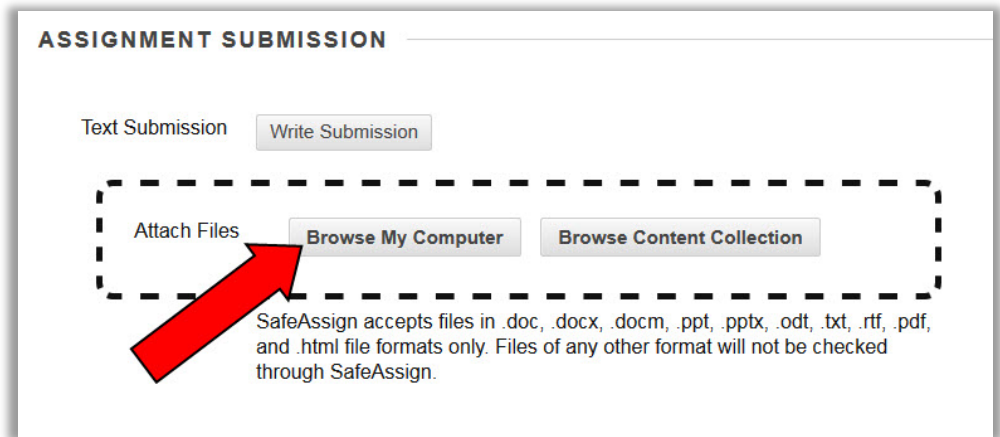 ASSIGNMENT SUBMISSION
Text Submission Write Submission
Attach Files Browse My Computer Browse Content Collection
SafeAssign accepts files in .doc, .docx, .docm, .ppt, .pptx, .odt, .txt, .rtf, .pdf,
and .html file formats only. Files of any other format will not be checked
through SafeAssign.